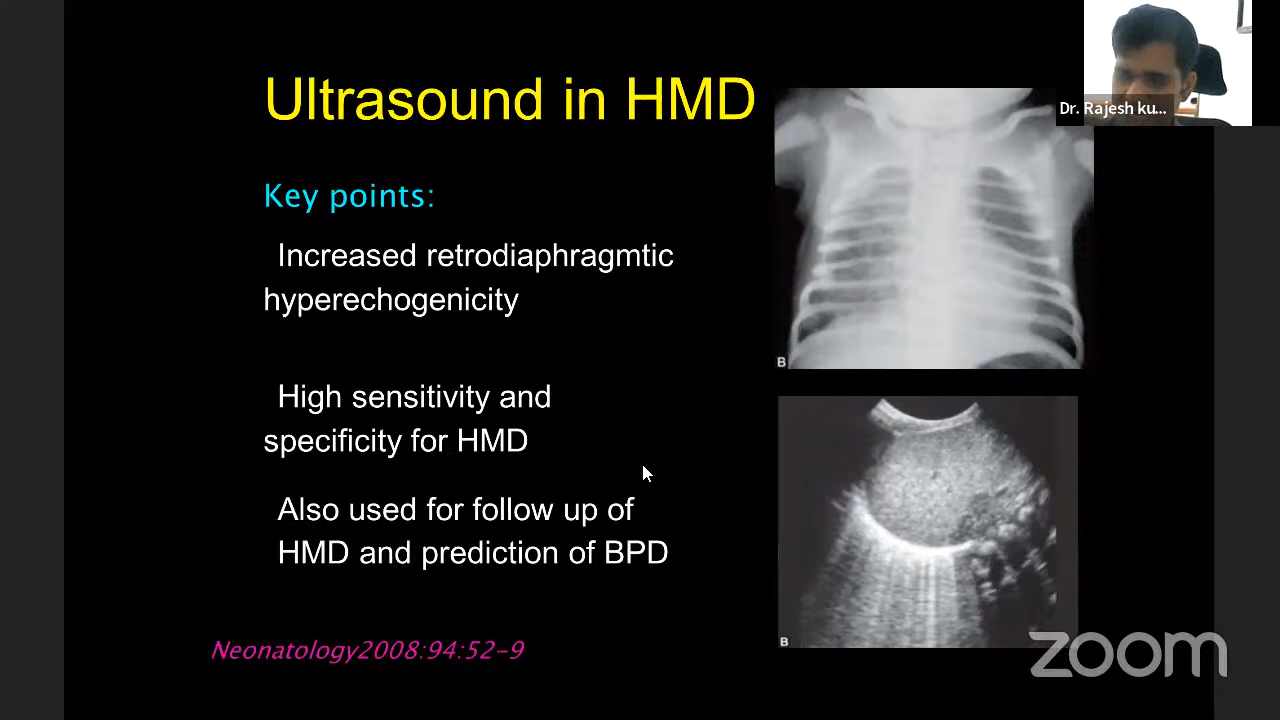 Ultrasound in HMD
Dr. Rajesh ku...
Key points:
Increased retrodiaphragmtic
hyperechogenicity
High sensitivity and
specificity for HMD
Also used for follow up of
HMD and prediction of BPD
Neonatology2008:94:52-9
B
B
zoom